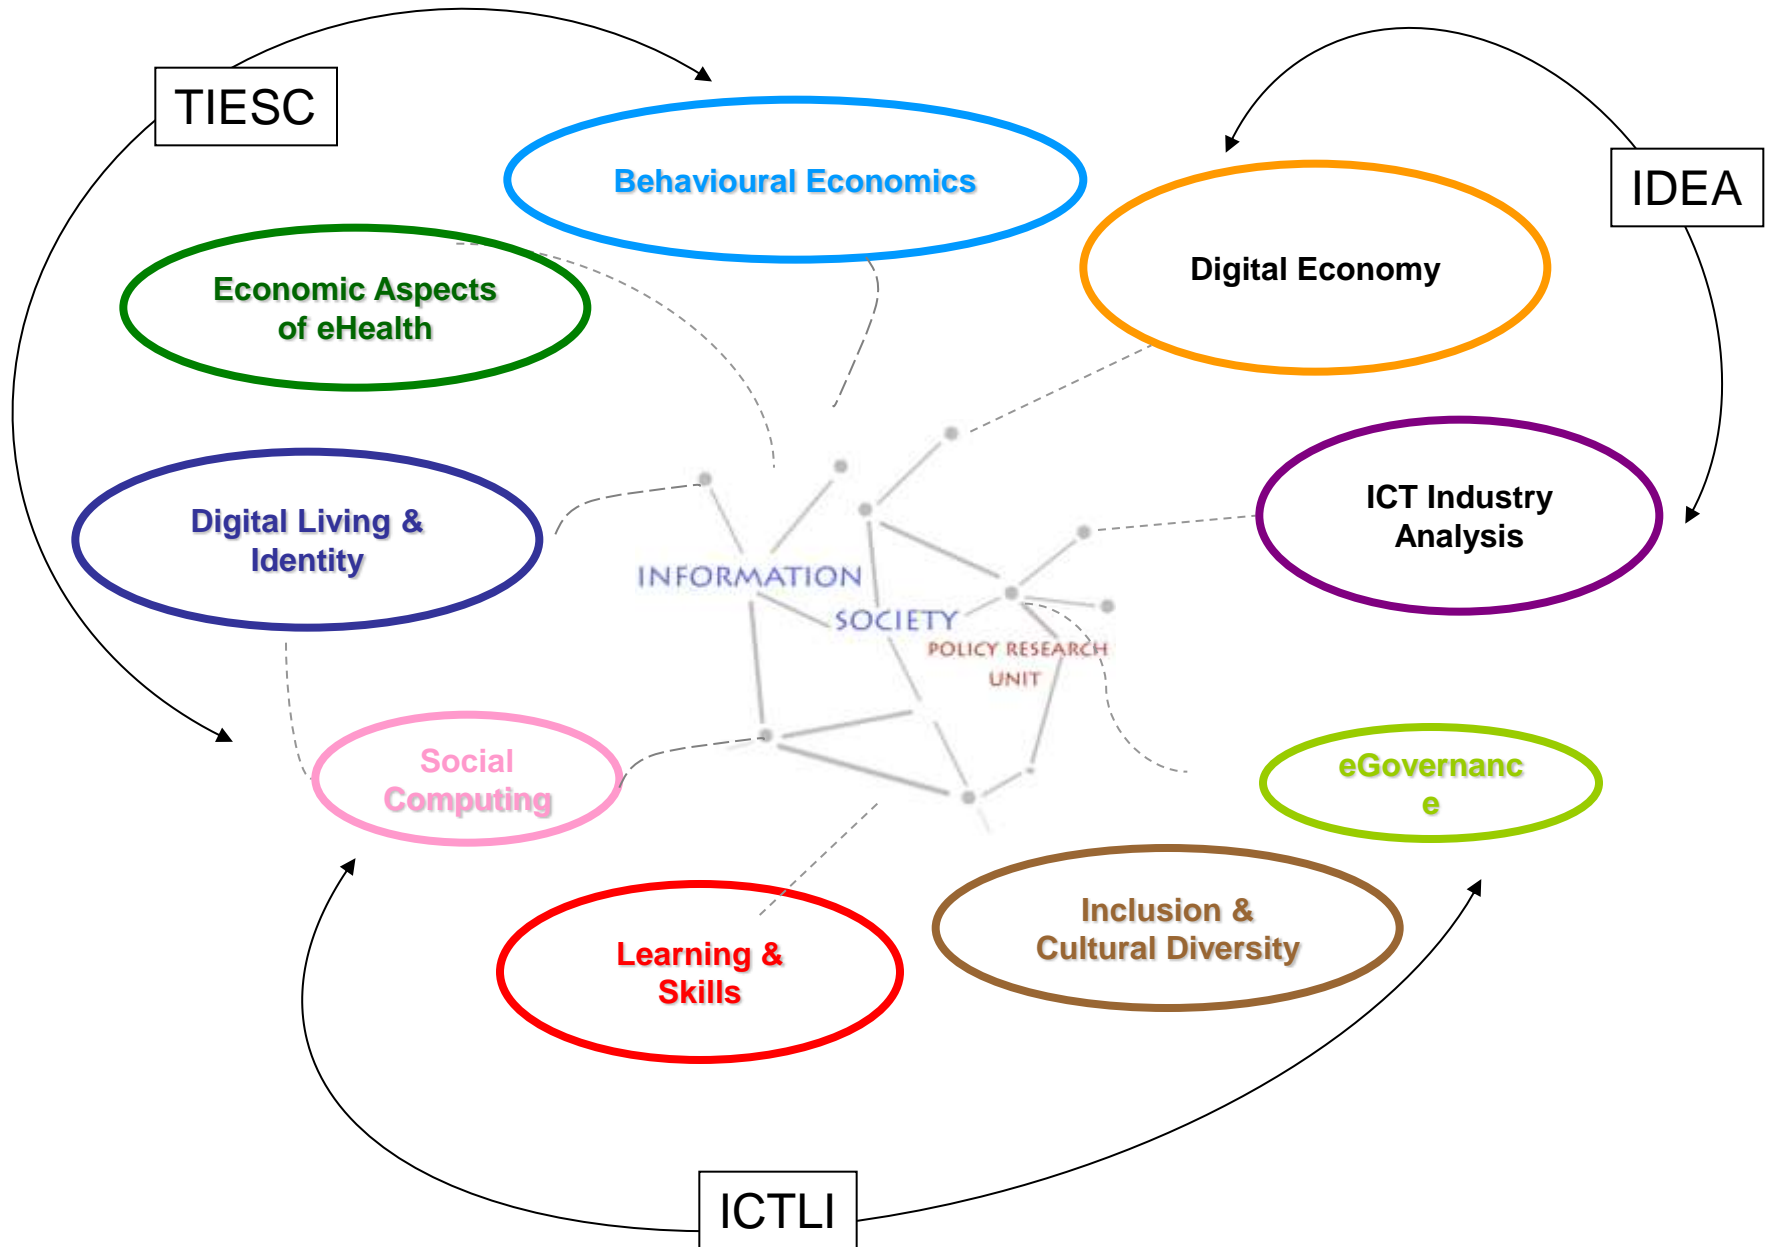 TIESC
Behavioural Economics
IDEA
Digital Economy
Economic Aspects
of eHealth
Digital Living &
Identity
ICT Industry
Analysis
INFORMATION
SOCIETY
POLICY RESEARCH
UNIT
Social
Computing
eGovernanc
e
Learning &
Skills
Inclusion &
Cultural Diversity
ICTLI